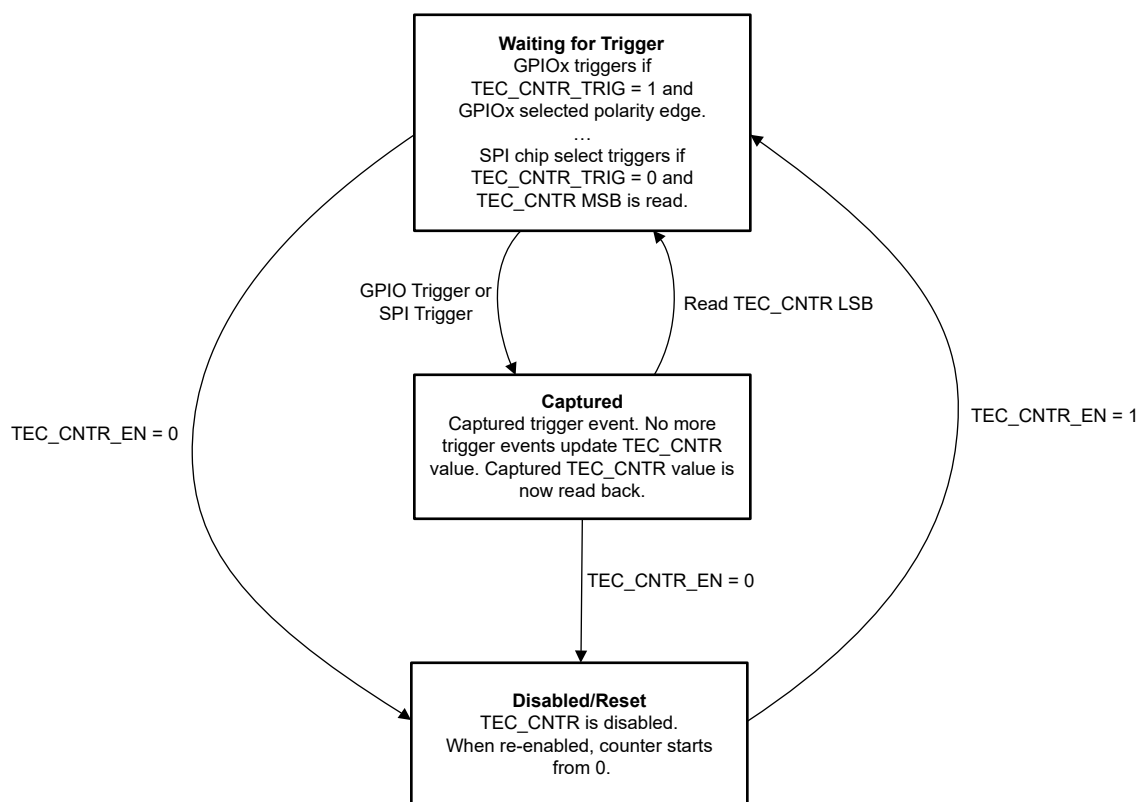 Waiting for Trigger
GPIOx triggers if
TEC_CNTR_TRIG = 1 and
GPIOx selected polarity edge.
…
SPI chip select triggers if
TEC_CNTR_TRIG = 0 and
TEC_CNTR MSB is read.
GPIO Trigger or
SPI Trigger
Read TEC_CNTR LSB
Captured
Captured trigger event. No more
trigger events update TEC_CNTR
value. Captured TEC_CNTR value is
now read back.
TEC_CNTR_EN = 0
TEC_CNTR_EN = 1
TEC_CNTR_EN = 0
Disabled/Reset
TEC_CNTR is disabled.
When re-enabled, counter starts
from 0.